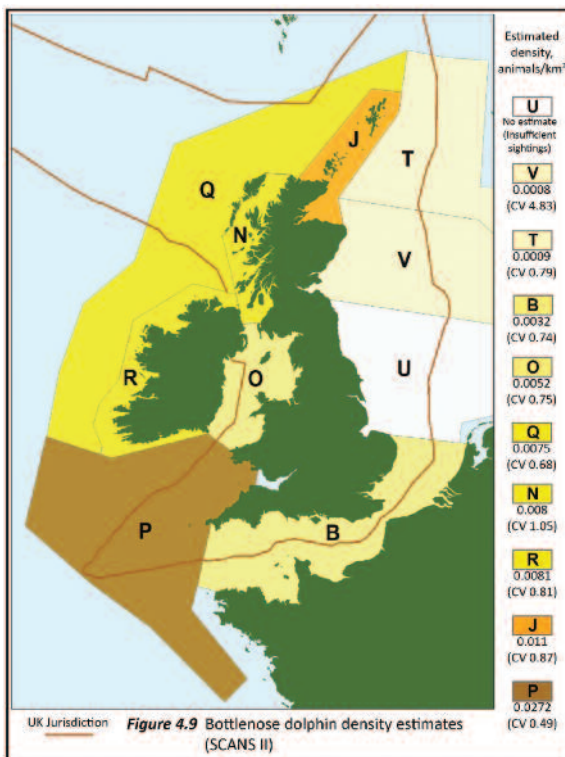 Estimated
density,
animals/km²
U
No estimate
(Insufficient
sightings)
V
0.0008
(CV 4.83)
T
0.0009
(CV 0.79)
B
0.0032
(CV 0.74)
O
0.0052
(CV 0.75)
Q
0.0075
(CV 0.68)
N
0.008
(CV 1.05)
R
0.0081
(CV 0.81)
J
0.011
(CV 0.87)
P
0.0272
(CV 0.49)
J
T
Q
N
V
R
O
U
P
B
UK Jurisdiction
Figure 4.9 Bottlenose dolphin density estimates
(SCANS II)